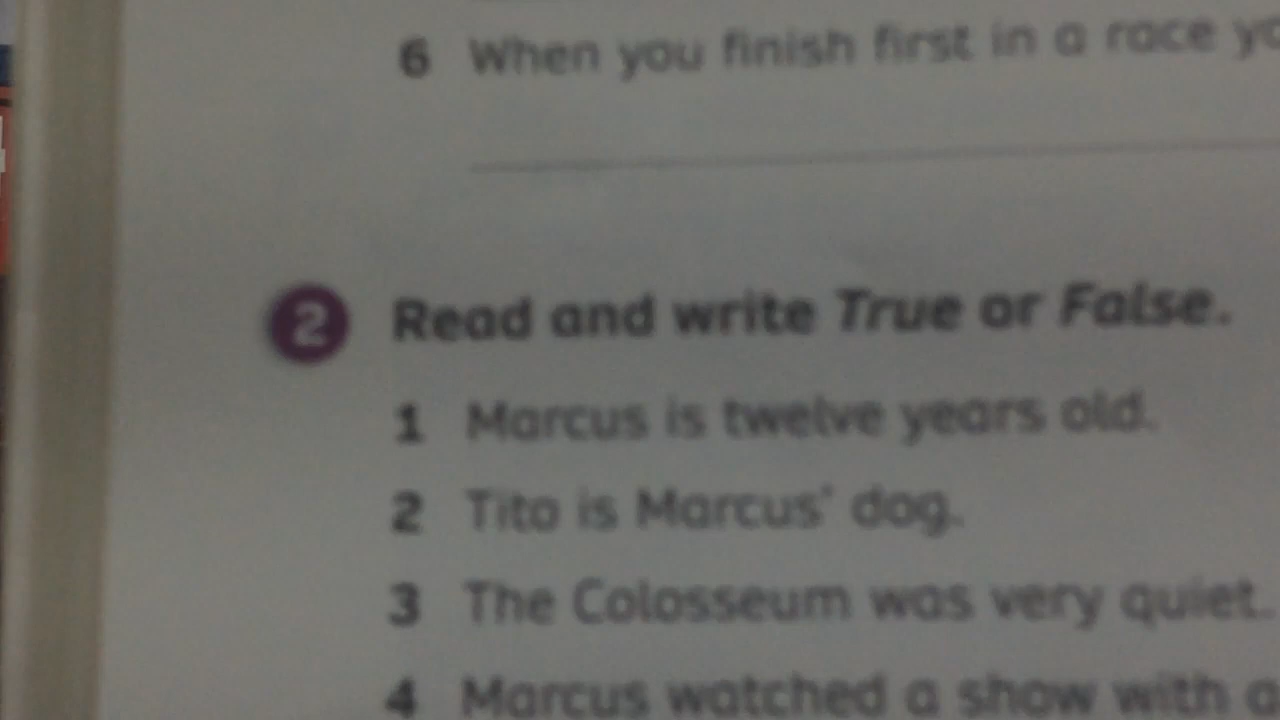 6 When you finish first in a race
2 Read and write True or False.
1 Marcus is twelve years old.
2 Tito is Marcus' dog.
3 The Colosseum was very quiet.
4 Marcus watched a show with